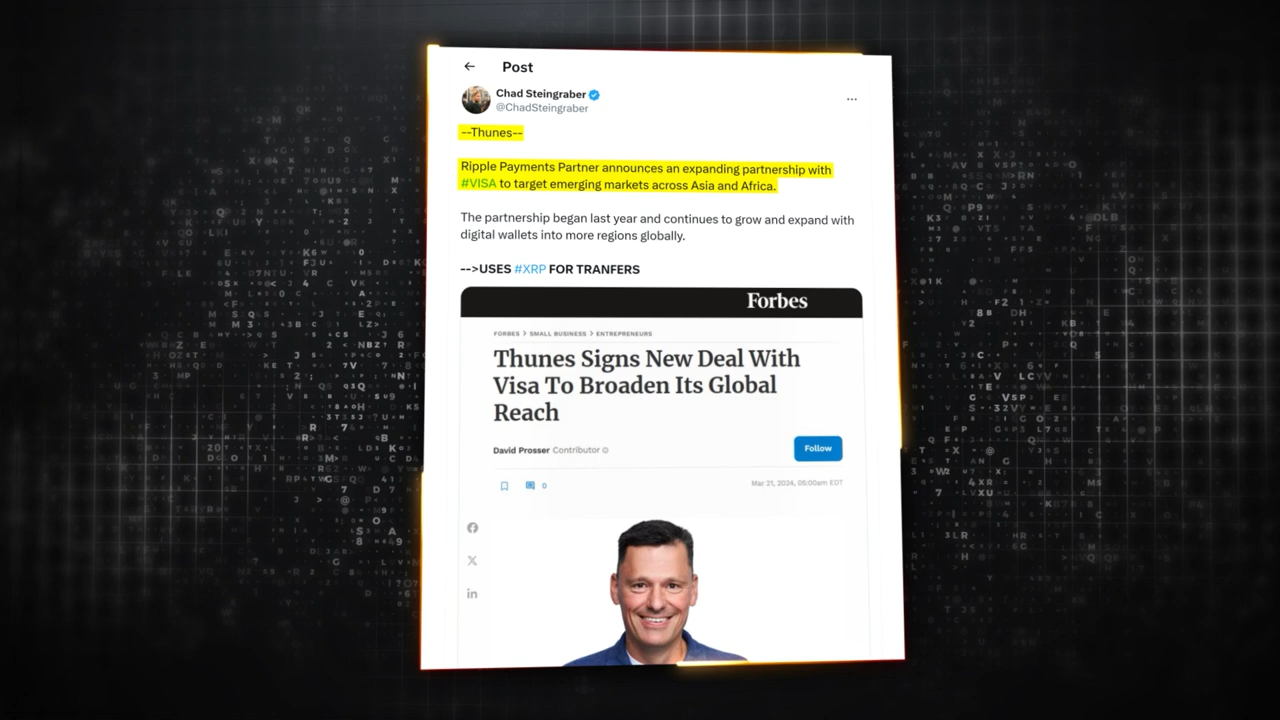 Post
Chad Steingraber
@ChadSteingraber
--Thunes--
Ripple Payments Partner announces an expanding partnership with
#VISA to target emerging markets across Asia and Africa.
The partnership began last year and continues to grow and expand with
digital wallets into more regions globally.
-->USES #XRP FOR TRANFERS
Forbes
FORBES > SMALL BUSINESS > ENTREPRENEURS
Thunes Signs New Deal With
Visa To Broaden Its Global
Reach
David Prosser Contributor
Follow
0
Mar 21, 2024, 05:00am EDT